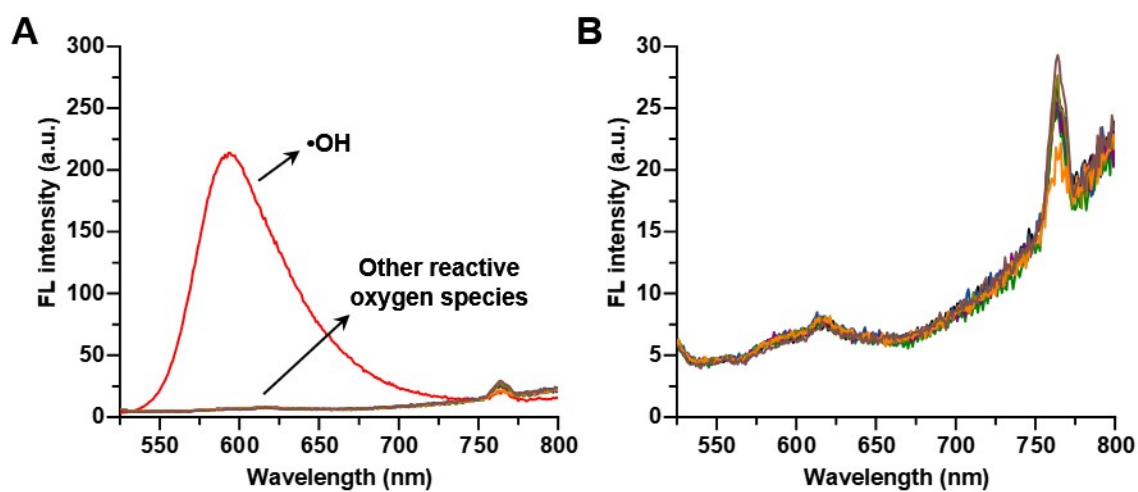 A
FL intensity (a.u.)
300
250
200
150
100
50
0
•OH
Other reactive
oxygen species
550
600
650
700
750
800
Wavelength (nm)
B
FL intensity (a.u.)
30
25
20
15
10
5
0
550
600
650
700
750
800
Wavelength (nm)